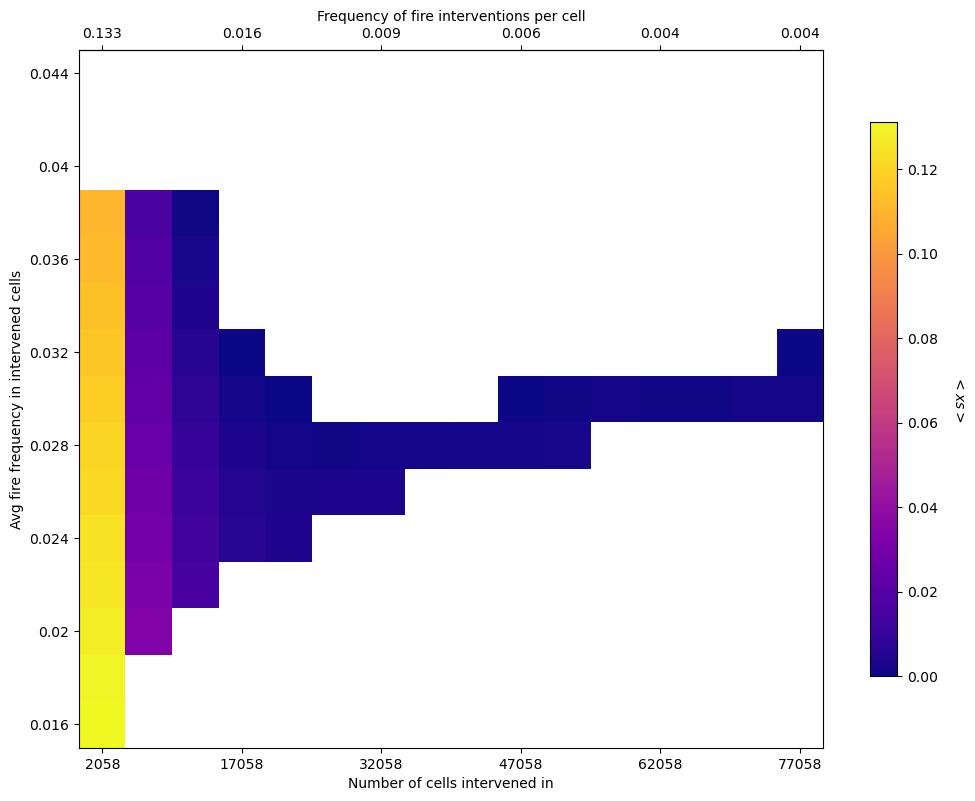 Frequency of fire interventions per cell
0.133 0.016 0.009 0.006 0.004 0.004
0.044
0.04
0.036
0.032
0.028
0.024
0.02
0.016
Avg fire frequency in intervened cells
2058 17058 32058 47058 62058 77058
Number of cells intervened in
0.12
0.10
0.08
0.06
0.04
0.02
0.00
< sx >